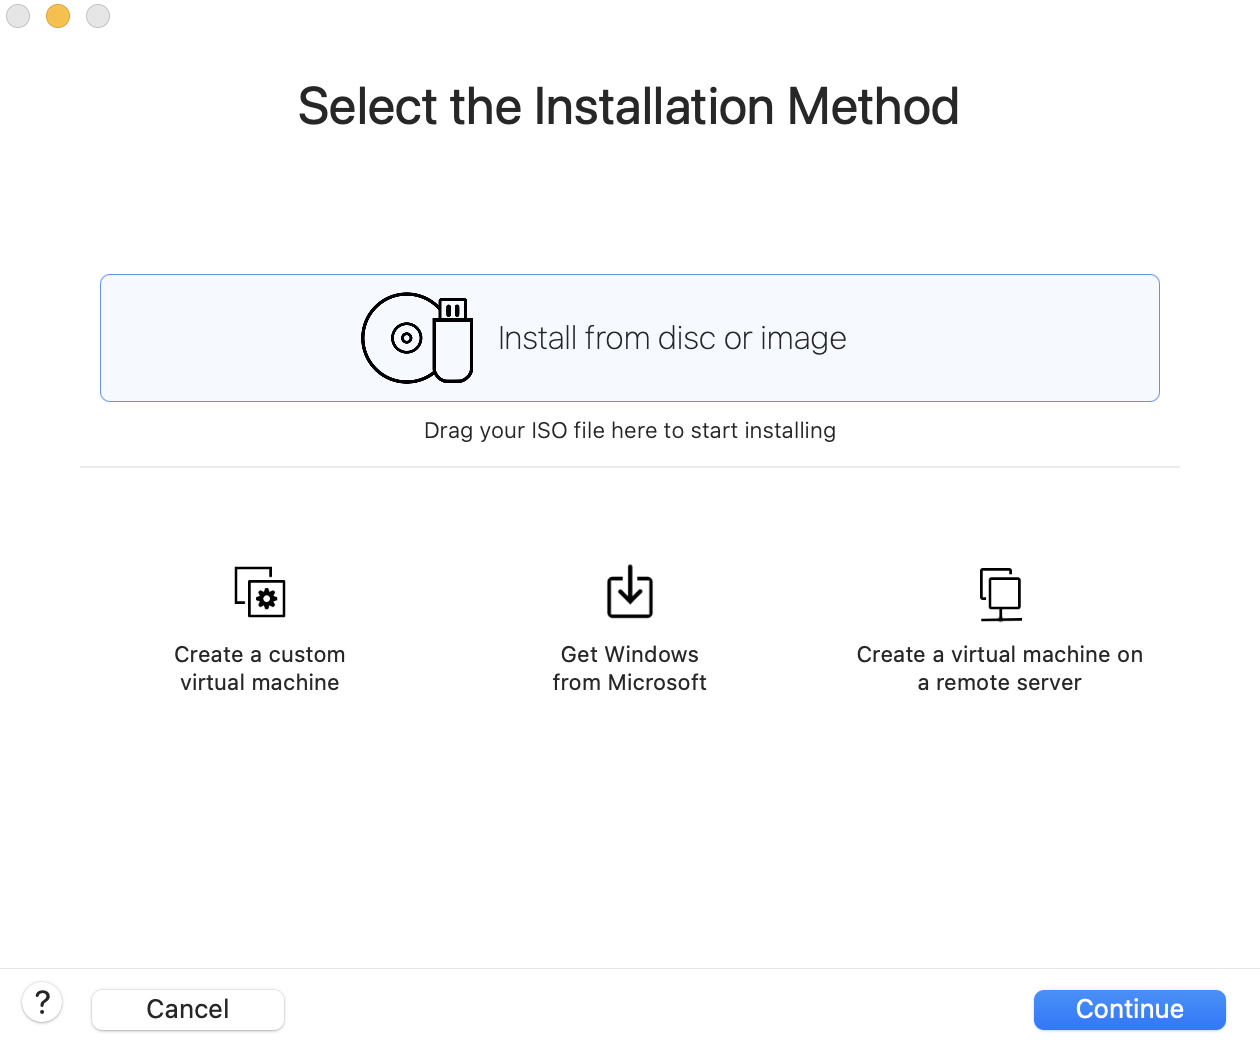 Select the Installation Method
Install from disc or image
Drag your ISO file here to start installing
Create a custom
virtual machine
Get Windows
from Microsoft
Create a virtual machine on
a remote server
?
Cancel
Continue